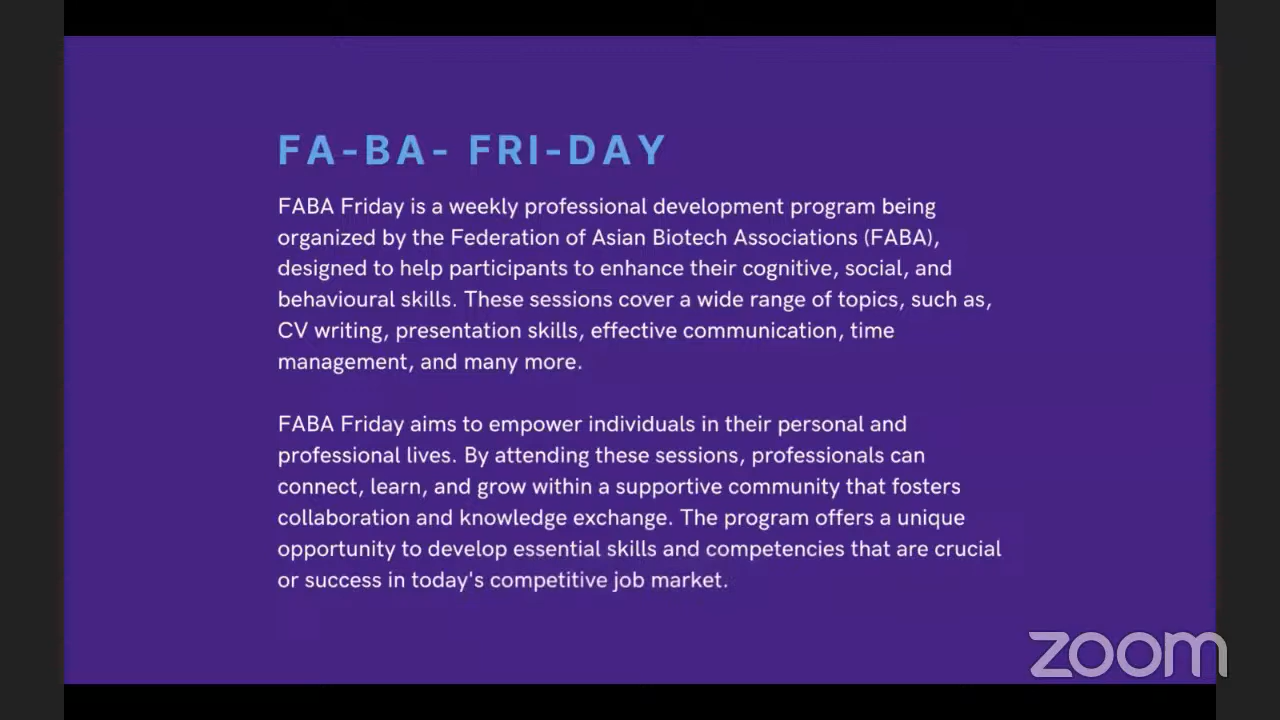 FA-BA- FRI-DAY
FABA Friday is a weekly professional development program being
organized by the Federation of Asian Biotech Associations (FABA),
designed to help participants to enhance their cognitive, social, and
behavioural skills. These sessions cover a wide range of topics, such as,
CV writing, presentation skills, effective communication, time
management, and many more.
FABA Friday aims to empower individuals in their personal and
professional lives. By attending these sessions, professionals can
connect, learn, and grow within a supportive community that fosters
collaboration and knowledge exchange. The program offers a unique
opportunity to develop essential skills and competencies that are crucial
or success in today's competitive job market.
zoom